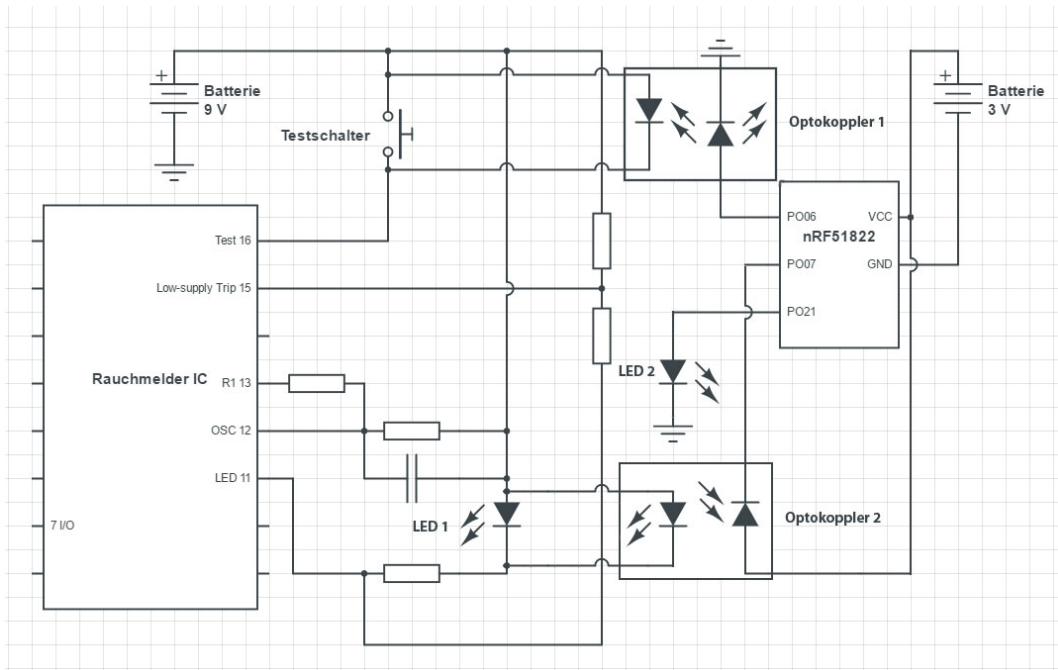 +
Batterie
9 V
Testschalter
Optokoppler 1
+
Batterie
3 V
Test 16
Low-supply Trip 15
Rauchmelder IC
R1 13
OSC 12
LED 11
7 I/O
PO06
VCC
nRF51822
PO07
GND
PO21
LED 2
LED 1
Optokoppler 2